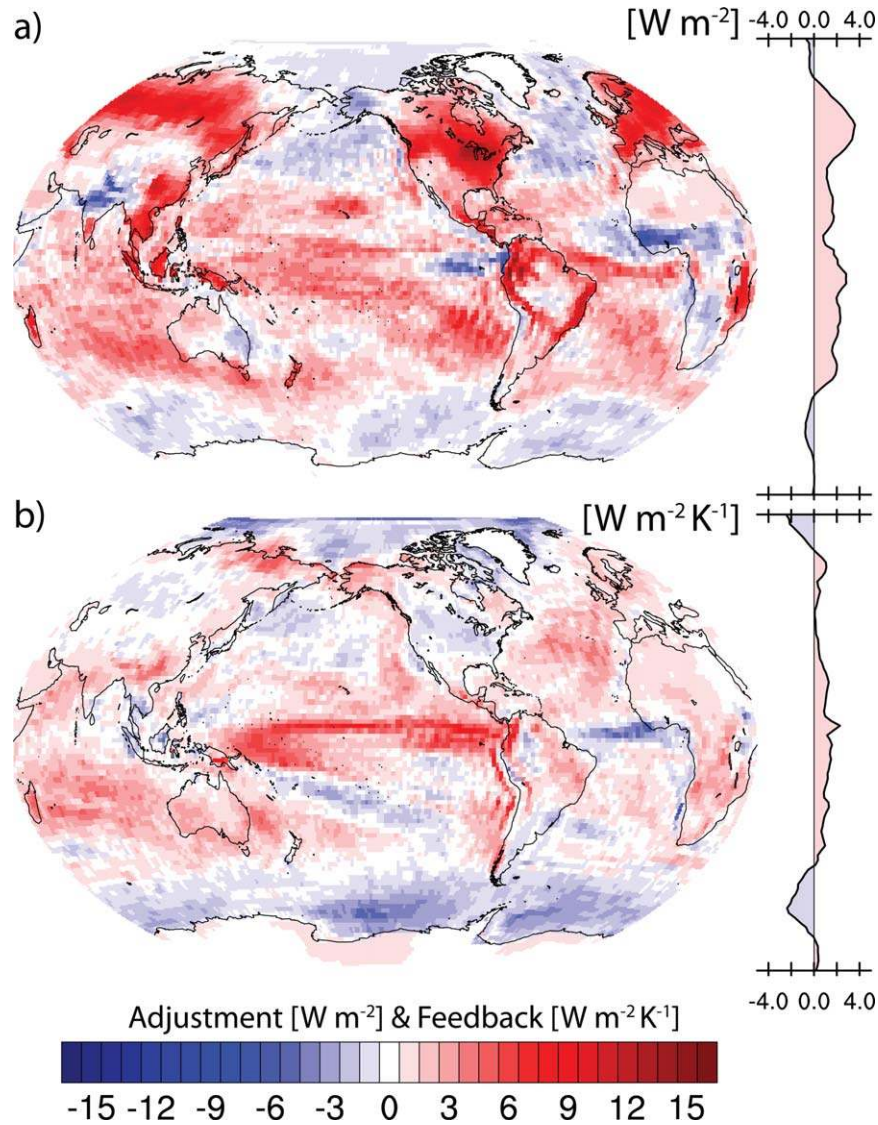 a)
[W m-2]
-4.0 0.0 4.0
b)
[W m-2 K-1]
-4.0 0.0 4.0
Adjustment [W m-2] & Feedback [W m-2 K-1]
-15 -12 -9 -6 -3 0 3 6 9 12 15